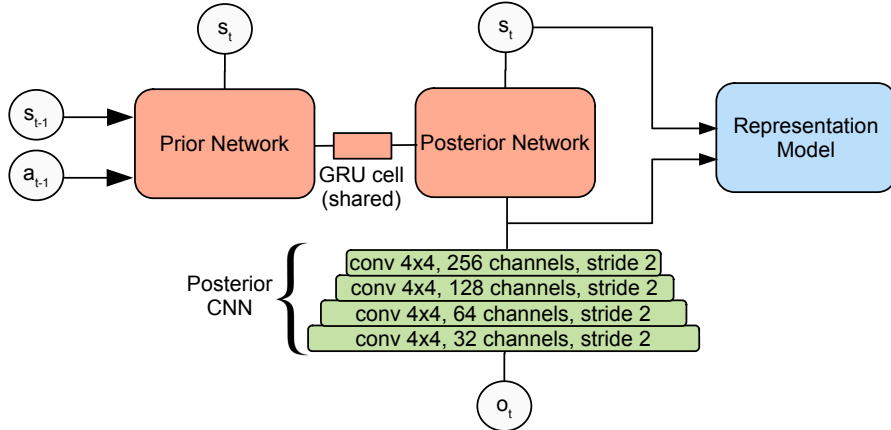 s_t
s_t
s_{t-1}
a_{t-1}
Prior Network
Posterior Network
GRU cell
(shared)
Representation
Model
Posterior
CNN
conv 4x4, 256 channels, stride 2
conv 4x4, 128 channels, stride 2
conv 4x4, 64 channels, stride 2
conv 4x4, 32 channels, stride 2
o_t